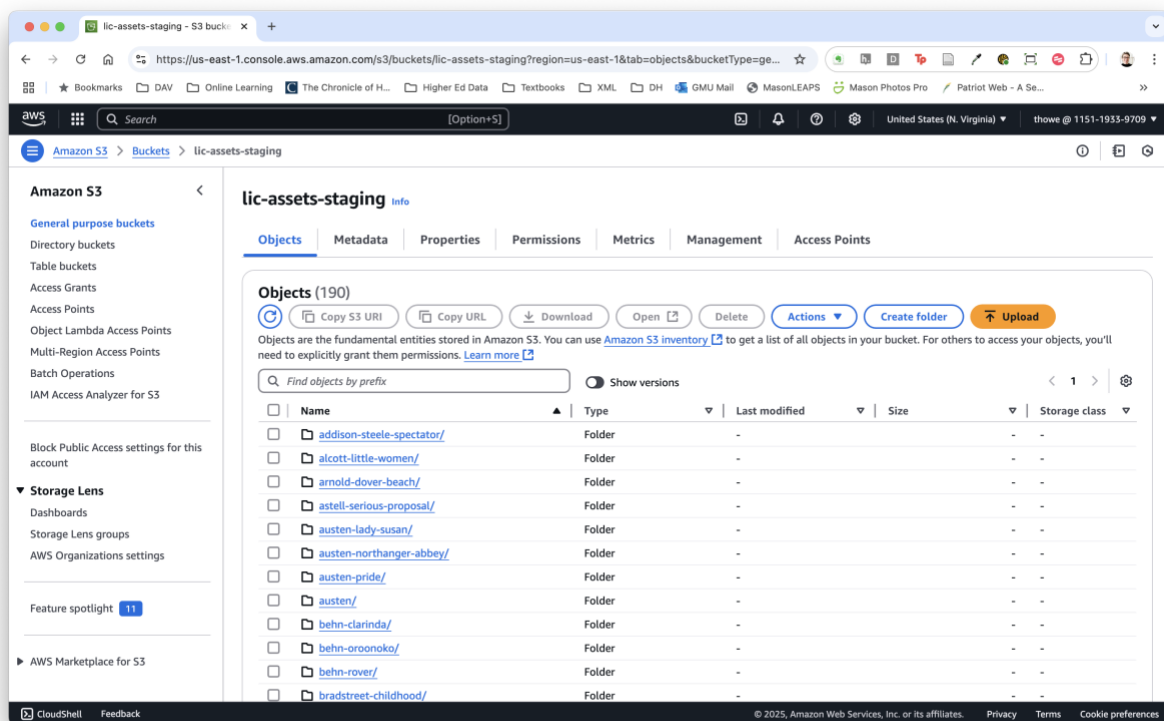 lic-assets-staging - S3 bucke
https://us-east-1.console.aws.amazon.com/s3/buckets/lic-assets-staging?region=us-east-1&tab=objects&bucketType=ge...
Bookmarks DAV Online Learning The Chronicle of H... Higher Ed Data Textbooks XML DH GMU Mail MasonLEAPS Mason Photos Pro Patriot Web - A Se...
aws Search [Option+S] United States (N. Virginia) thowe @ 1151-1933-9709
Amazon S3 > Buckets > lic-assets-staging
Amazon S3
General purpose buckets
Directory buckets
Table buckets
Access Grants
Access Points
Object Lambda Access Points
Multi-Region Access Points
Batch Operations
IAM Access Analyzer for S3
Block Public Access settings for this
account
Storage Lens
Dashboards
Storage Lens groups
AWS Organizations settings
Feature spotlight 11
AWS Marketplace for S3
lic-assets-staging Info
Objects Metadata Properties Permissions Metrics Management Access Points
Objects (190)
Copy S3 URI Copy URL Download Open Delete Actions Create folder Upload
Objects are the fundamental entities stored in Amazon S3. You can use Amazon S3 inventory to get a list of all objects in your bucket. For others to access your objects, you'll
need to explicitly grant them permissions. Learn more
Find objects by prefix Show versions 1
Name Type Last modified Size Storage class
addison-steele-spectator/ Folder - - -
alcott-little-women/ Folder - - -
arnold-dover-beach/ Folder - - -
astell-serious-proposal/ Folder - - -
austen-lady-susan/ Folder - - -
austen-northanger-abbey/ Folder - - -
austen-pride/ Folder - - -
austen/ Folder - - -
behn-clarinda/ Folder - - -
behn-oroonoko/ Folder - - -
behn-rover/ Folder - - -
bradstreet-childhood/ Folder - - -
CloudShell Feedback © 2025, Amazon Web Services, Inc. or its affiliates. Privacy Terms Cookie preferences